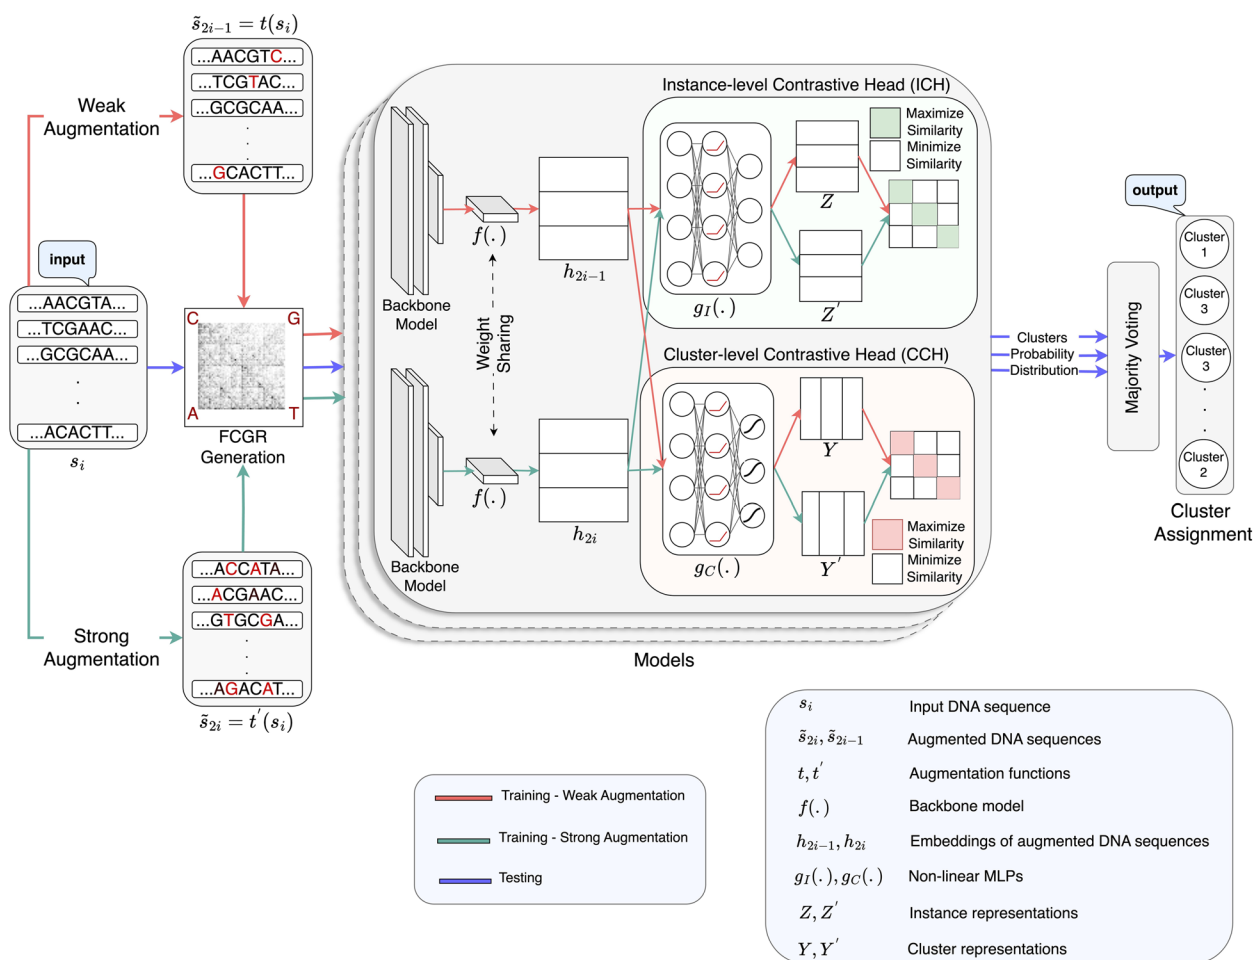 s̃₂ᵢ₋₁ = t(sᵢ)
...AACGTC...
...TCGTAC...
...GCGCAA...
.
.
.
...GCACTT...
Weak
Augmentation
input
...AACGTA...
...TCGAAC...
...GCGCAA...
.
.
.
...ACACTT...
sᵢ
C
G
A
T
FCGR
Generation
Strong
Augmentation
...ACCATA...
...ACGAAC...
...GTGCGA...
.
.
.
...AGACAT...
s̃₂ᵢ = t′(sᵢ)
Backbone
Model
f(.)
h₂ᵢ₋₁
Weight
Sharing
Backbone
Model
f(.)
h₂ᵢ
Instance-level Contrastive Head (ICH)
g_I(.)
Z
Z′
Maximize
Similarity
Minimize
Similarity
Cluster-level Contrastive Head (CCH)
g_C(.)
Y
Y′
Maximize
Similarity
Minimize
Similarity
Models
Clusters
Probability
Distribution
Majority Voting
output
Cluster
1
Cluster
3
Cluster
3
.
.
.
Cluster
2
Cluster
Assignment
Training - Weak Augmentation
Training - Strong Augmentation
Testing
sᵢ Input DNA sequence
s̃₂ᵢ, s̃₂ᵢ₋₁ Augmented DNA sequences
t, t′ Augmentation functions
f(.) Backbone model
h₂ᵢ₋₁, h₂ᵢ Embeddings of augmented DNA sequences
g_I(.), g_C(.) Non-linear MLPs
Z, Z′ Instance representations
Y, Y′ Cluster representations